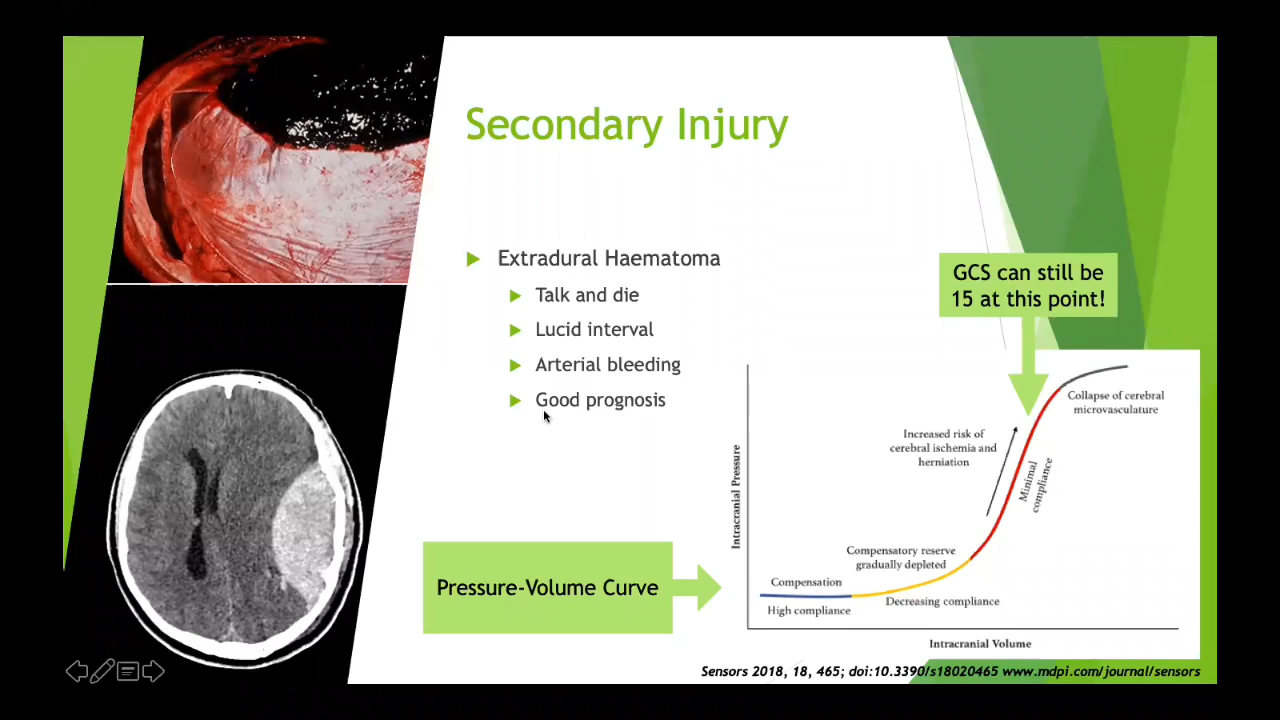 Secondary Injury
Extradural Haematoma
Talk and die
Lucid interval
Arterial bleeding
Good prognosis
GCS can still be
15 at this point!
Pressure-Volume Curve
Intracranial Pressure
Collapse of cerebral
microvasculature
Increased risk of
cerebral ischemia and
herniation
Minimal
compliance
Compensatory reserve
gradually depleted
Compensation
High compliance
Decreasing compliance
Intracranial Volume
Sensors 2018, 18, 465; doi:10.3390/s18020465 www.mdpi.com/journal/sensors